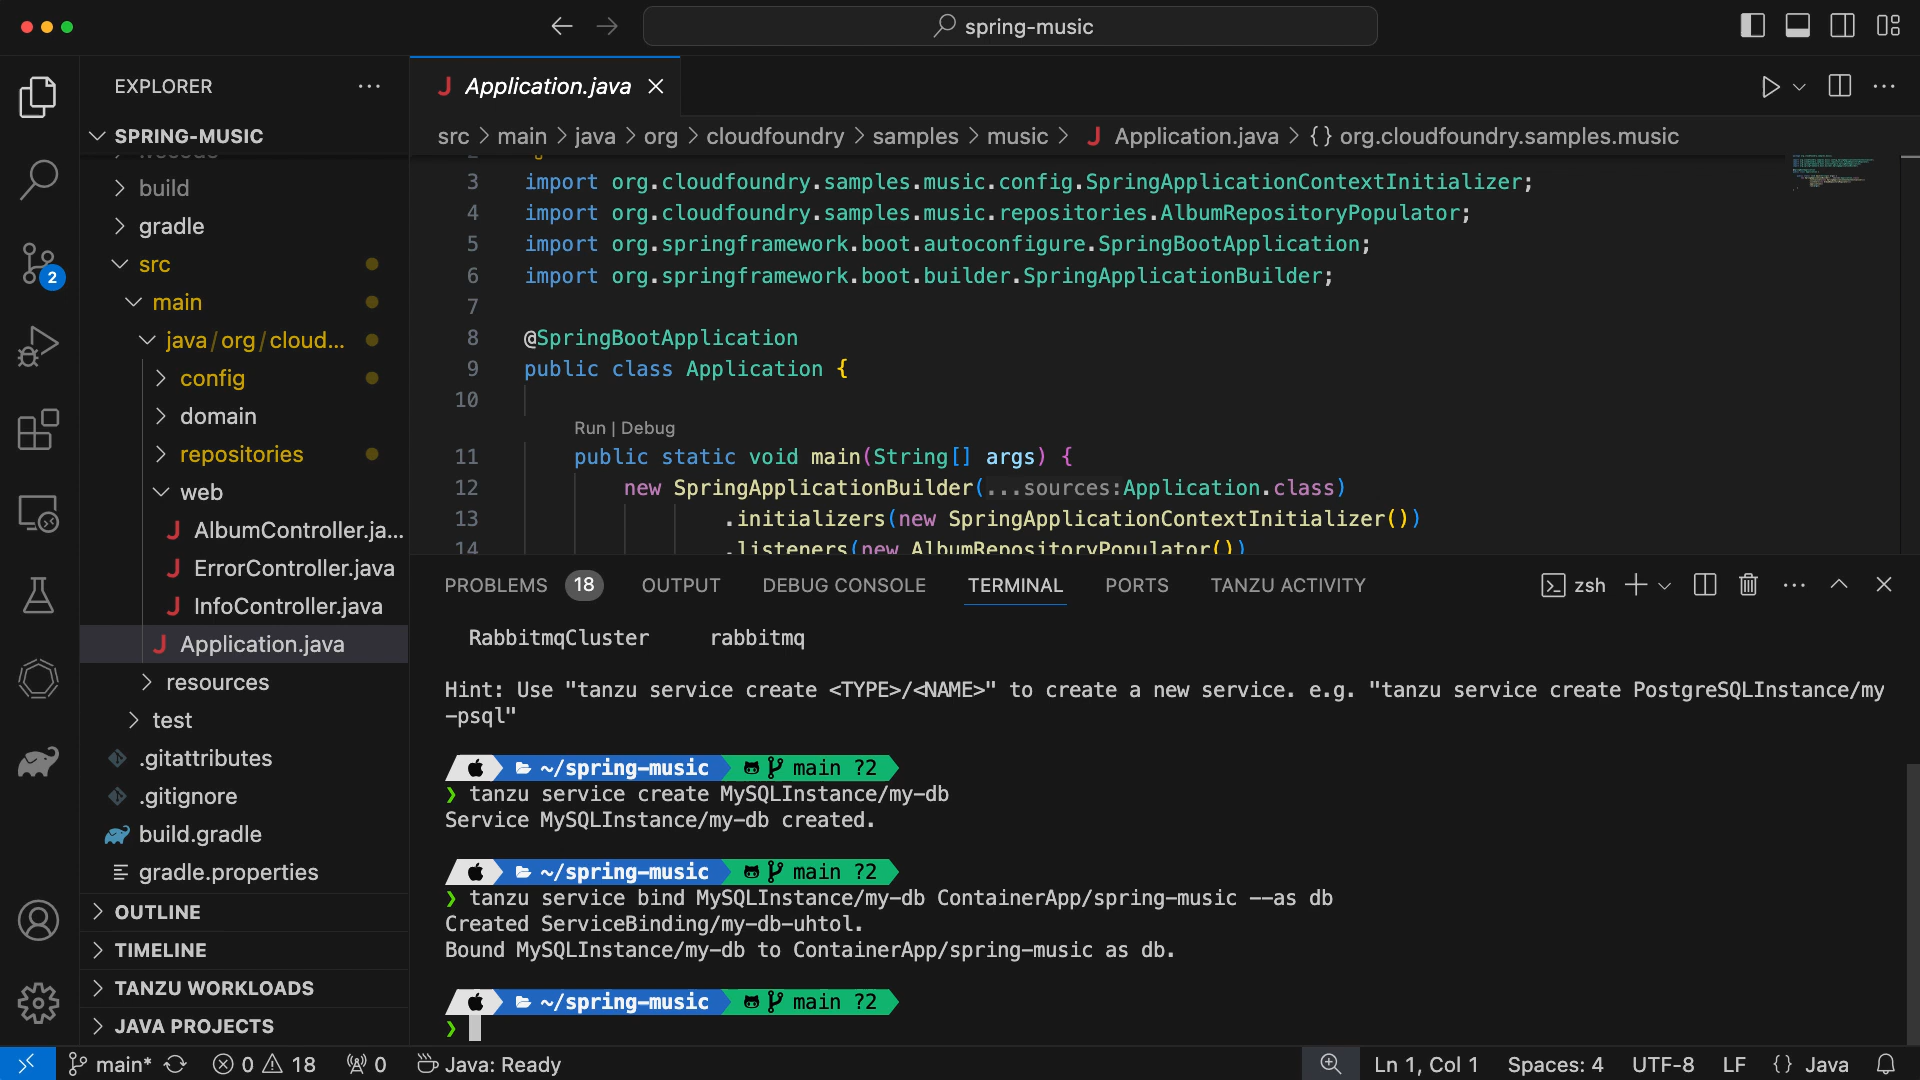 spring-music
EXPLORER
SPRING-MUSIC
build
gradle
src
main
java/org/cloud...
config
domain
repositories
web
AlbumController.ja...
ErrorController.java
InfoController.java
Application.java
resources
test
.gitattributes
.gitignore
build.gradle
gradle.properties
OUTLINE
TIMELINE
TANZU WORKLOADS
JAVA PROJECTS
2
J Application.java
src > main > java > org > cloudfoundry > samples > music > J Application.java > {} org.cloudfoundry.samples.music
3 import org.cloudfoundry.samples.music.config.SpringApplicationContextInitializer;
4 import org.cloudfoundry.samples.music.repositories.AlbumRepositoryPopulator;
5 import org.springframework.boot.autoconfigure.SpringBootApplication;
6 import org.springframework.boot.builder.SpringApplicationBuilder;
7
8 @SpringBootApplication
9 public class Application {
10
Run | Debug
11 public static void main(String[] args) {
12 new SpringApplicationBuilder(...sources:Application.class)
13 .initializers(new SpringApplicationContextInitializer())
14 .listeners(new AlbumRepositoryPopulator())
PROBLEMS 18 OUTPUT DEBUG CONSOLE TERMINAL PORTS TANZU ACTIVITY zsh
RabbitmqCluster rabbitmq
Hint: Use "tanzu service create <TYPE>/<NAME>" to create a new service. e.g. "tanzu service create PostgreSQLInstance/my
-psql"
~/spring-music main ?2
❯ tanzu service create MySQLInstance/my-db
Service MySQLInstance/my-db created.
~/spring-music main ?2
❯ tanzu service bind MySQLInstance/my-db ContainerApp/spring-music --as db
Created ServiceBinding/my-db-uhtol.
Bound MySQLInstance/my-db to ContainerApp/spring-music as db.
~/spring-music main ?2
❯
main* 0 18 0 Java: Ready Ln 1, Col 1 Spaces: 4 UTF-8 LF {} Java